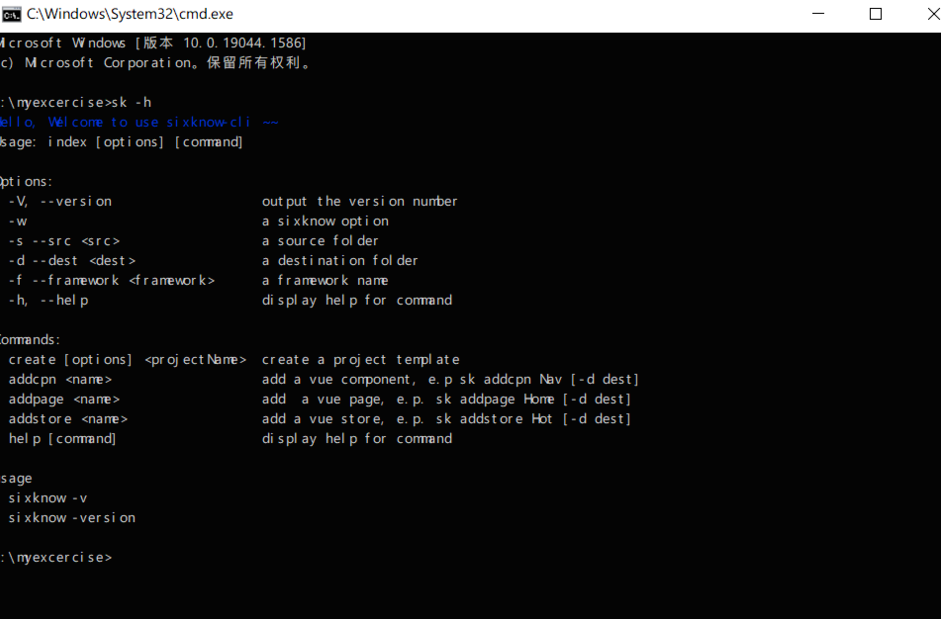 C:\Windows\System32\cmd.exe
Microsoft Windows [版本 10.0.19044.1586]
c) Microsoft Corporation。保留所有权利。
:\myexcercise>sk -h
Hello, Welcome to use sixknow-cli ~~
Usage: index [options] [command]
Options:
-V, --version output the version number
-w a sixknow option
-s --src <src> a source folder
-d --dest <dest> a destination folder
-f --framework <framework> a framework name
-h, --help display help for command
Commands:
create [options] <projectName> create a project template
addcpn <name> add a vue component, e.p sk addcpn Nav [-d dest]
addpage <name> add  a vue page, e.p. sk addpage Home [-d dest]
addstore <name> add a vue store, e.p. sk addstore Hot [-d dest]
help [command] display help for command
sage
sixknow -v
sixknow -version
:\myexcercise>